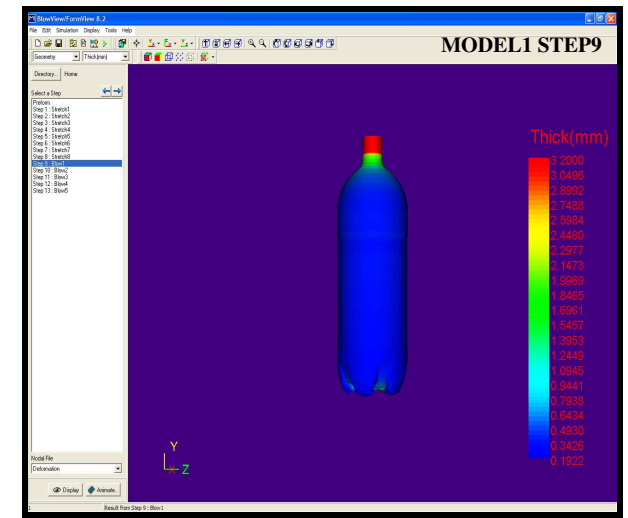 BlowView/FormView 8.2
File Edit Simulation Display Tools Help
MODEL1 STEP9
Geometry Thick(mm)
Directory... Home
Select a Step
Preform
Step 1 : Stretch1
Step 2 : Stretch2
Step 3 : Stretch3
Step 4 : Stretch4
Step 5 : Stretch5
Step 6 : Stretch6
Step 7 : Stretch7
Step 8 : Stretch8
Step 9 : Blow1
Step 10 : Blow2
Step 11 : Blow3
Step 12 : Blow4
Step 13 : Blow5
Thick(mm)
3.2000
3.0496
2.8992
2.7488
2.5984
2.4480
2.2977
2.1473
1.9969
1.8465
1.6961
1.5457
1.3953
1.2449
1.0945
0.9441
0.7938
0.6434
0.4930
0.3426
0.1922
Y
X Z
Nodal File
Deformation
Display Animate...
1 Result from Step 9 : Blow1